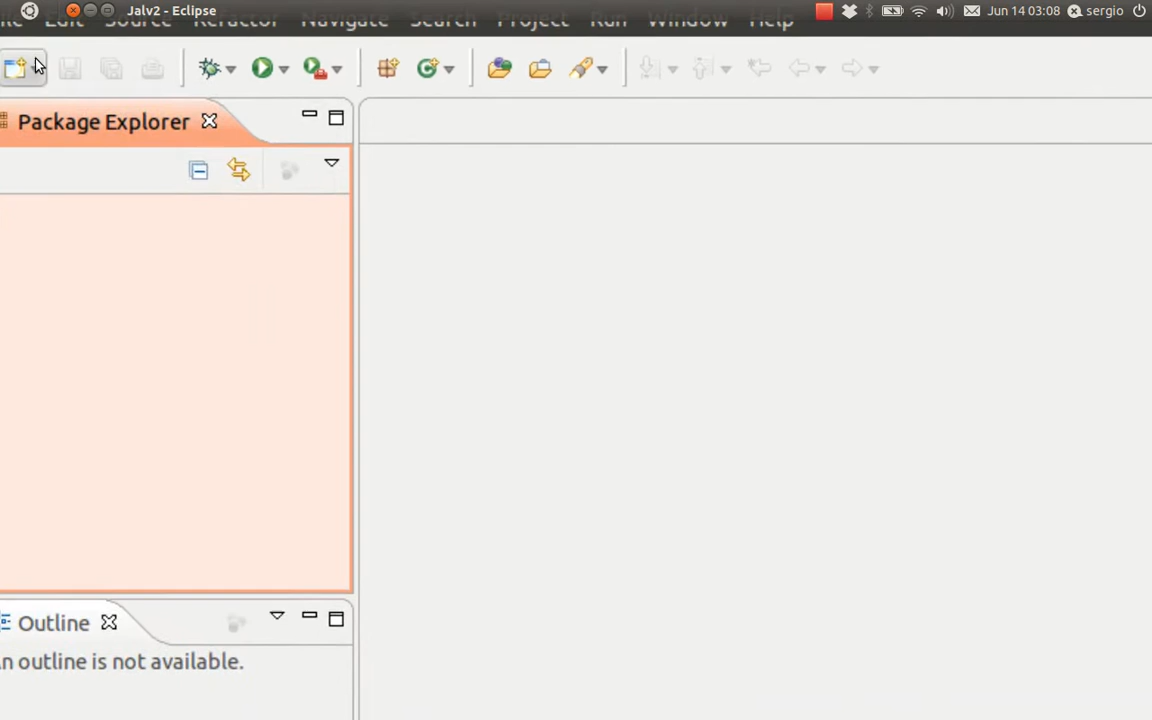 Jalv2 - Eclipse
Jun 14 03:08
sergio
Edit Source Refactor Navigate Search Project Run Window Help
Package Explorer
Outline
n outline is not available.